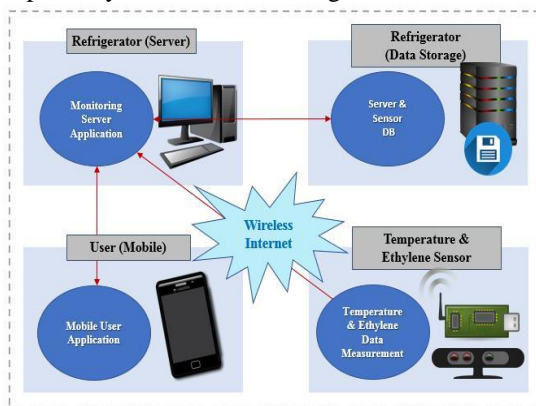 Refrigerator (Server)
Monitoring
Server
Application
Refrigerator
(Data Storage)
Server &
Sensor
DB
Wireless
Internet
User (Mobile)
Mobile User
Application
Temperature &
Ethylene Sensor
Temperature
& Ethylene
Data
Measurement